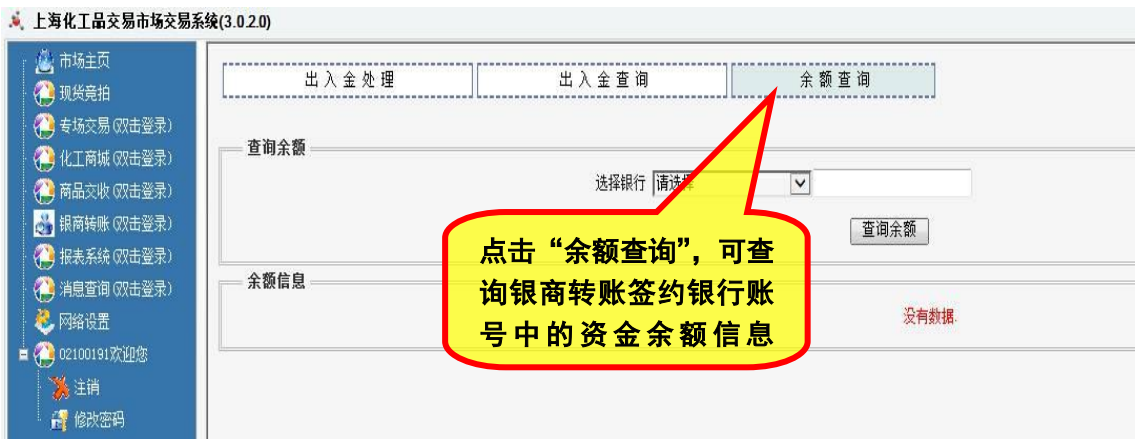 上海化工品交易市场交易系统(3.0.2.0)
市场主页
现货竞拍
专场交易(双击登录)
化工商城(双击登录)
商品交收(双击登录)
银商转账(双击登录)
报表系统(双击登录)
消息查询(双击登录)
网络设置
02100191欢迎您
注销
修改密码
出入金处理
出入金查询
余额查询
查询余额
选择银行
请选择
查询余额
余额信息
没有数据.
点击“余额查询”，可查
询银商转账签约银行账
号中的资金余额信息